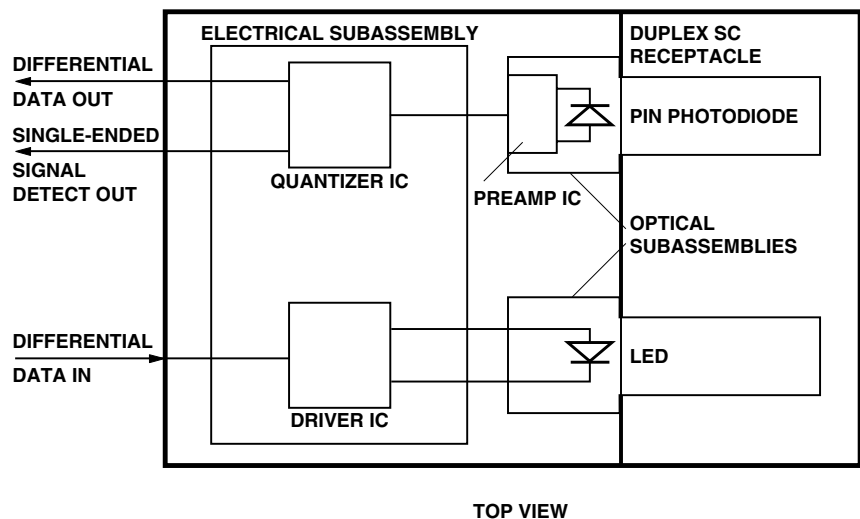 ELECTRICAL SUBASSEMBLY
DUPLEX SC
RECEPTACLE
DIFFERENTIAL
DATA OUT
SINGLE-ENDED
SIGNAL
DETECT OUT
QUANTIZER IC
PREAMP IC
PIN PHOTODIODE
OPTICAL
SUBASSEMBLIES
DIFFERENTIAL
DATA IN
DRIVER IC
LED
TOP VIEW